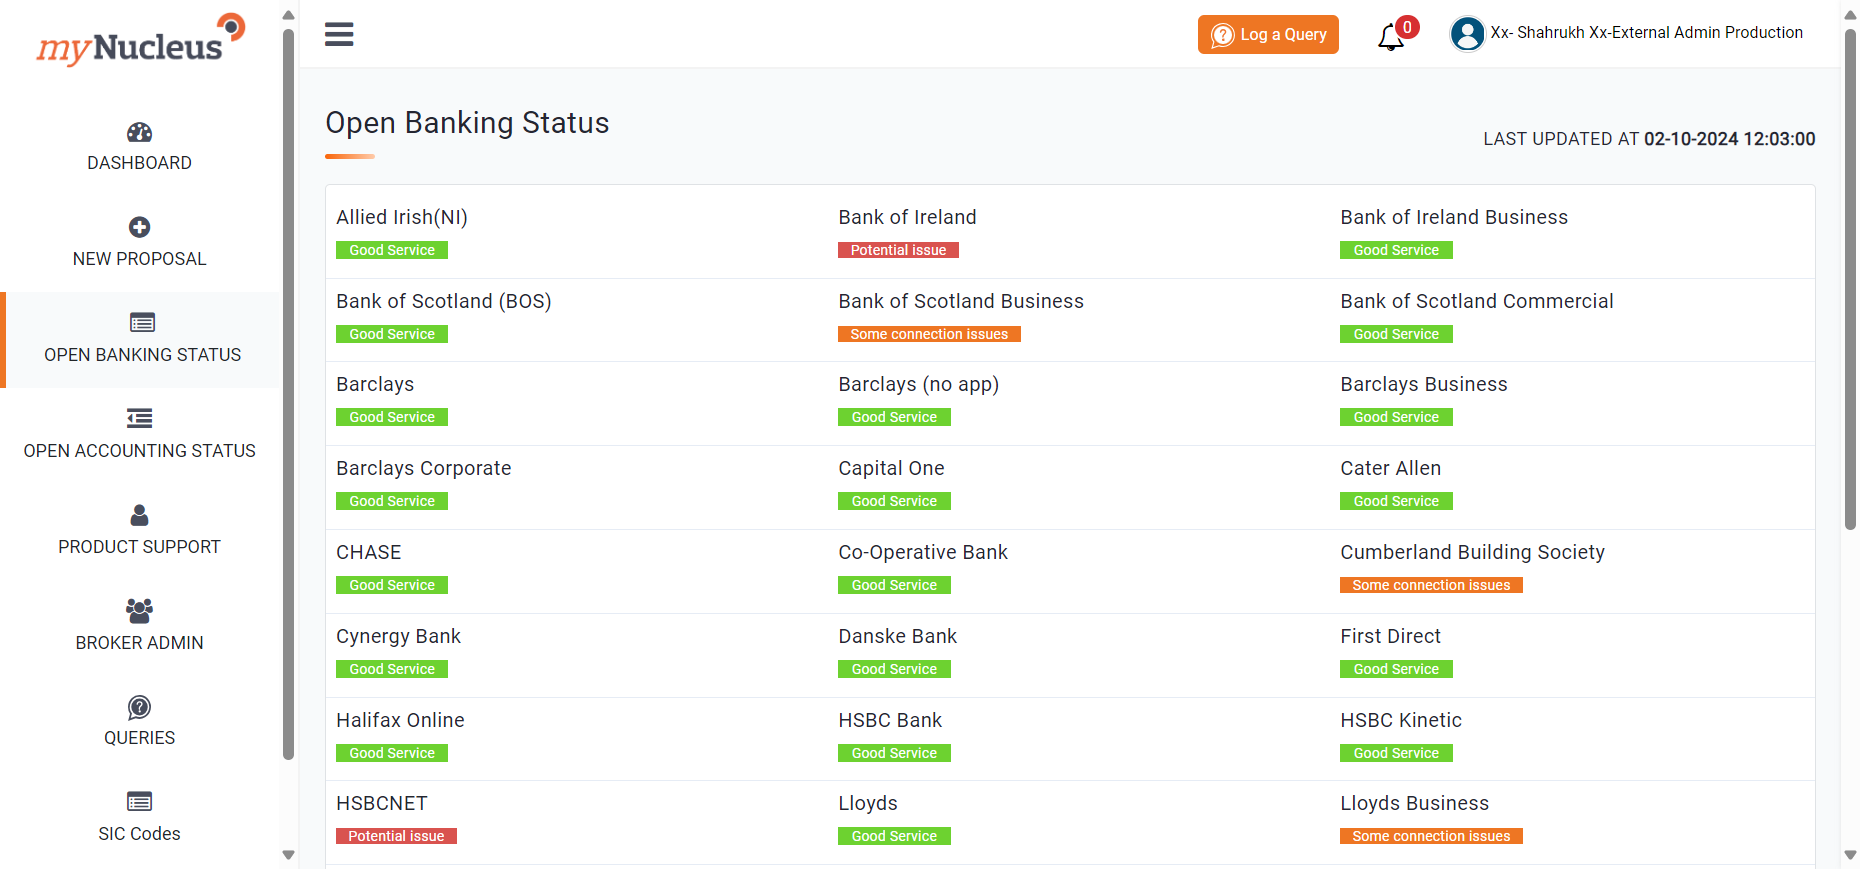 myNucleus
Log a Query
0
Xx- Shahrukh Xx-External Admin Production
DASHBOARD
NEW PROPOSAL
OPEN BANKING STATUS
OPEN ACCOUNTING STATUS
PRODUCT SUPPORT
BROKER ADMIN
QUERIES
SIC Codes
Open Banking Status
LAST UPDATED AT 02-10-2024 12:03:00
Allied Irish(NI)
Good Service
Bank of Ireland
Potential issue
Bank of Ireland Business
Good Service
Bank of Scotland (BOS)
Good Service
Bank of Scotland Business
Some connection issues
Bank of Scotland Commercial
Good Service
Barclays
Good Service
Barclays (no app)
Good Service
Barclays Business
Good Service
Barclays Corporate
Good Service
Capital One
Good Service
Cater Allen
Good Service
CHASE
Good Service
Co-Operative Bank
Good Service
Cumberland Building Society
Some connection issues
Cynergy Bank
Good Service
Danske Bank
Good Service
First Direct
Good Service
Halifax Online
Good Service
HSBC Bank
Good Service
HSBC Kinetic
Good Service
HSBCNET
Potential issue
Lloyds
Good Service
Lloyds Business
Some connection issues